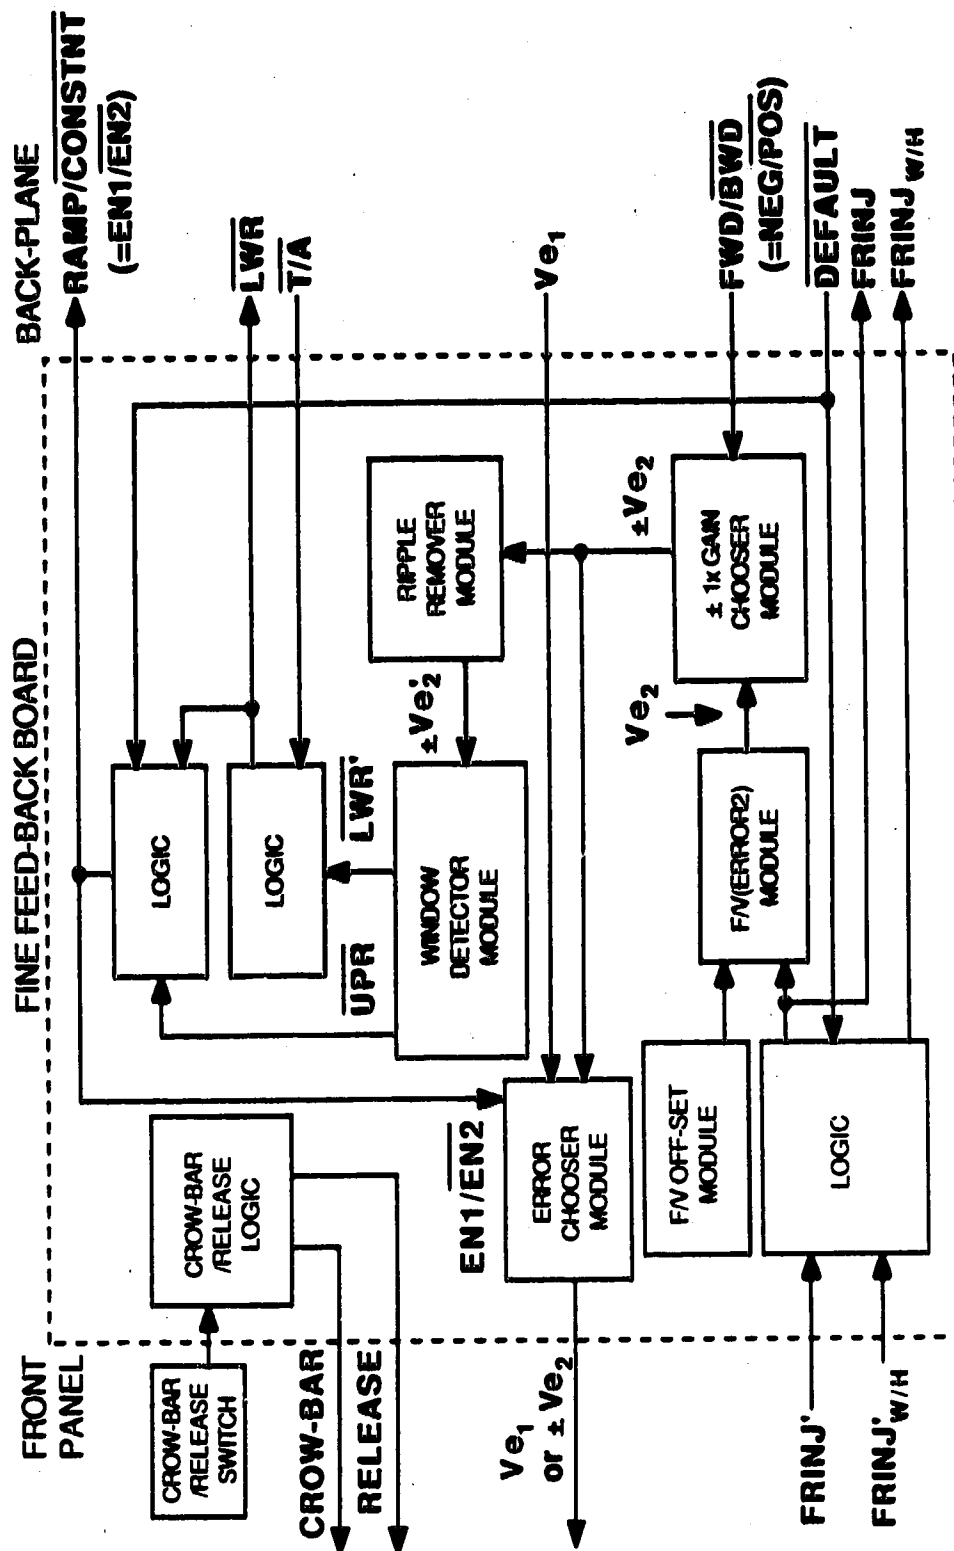 FRONT
PANEL
FINE FEED-BACK BOARD
BACK-PLANE
RAMP/CONSTNT
(=EN1/EN2)
CROW-BAR
/RELEASE
SWITCH
CROW-BAR
/RELEASE
LOGIC
LOGIC
LOGIC
LWR
T/A
CROW-BAR
RELEASE
UPR
LWR'
WINDOW
DETECTOR
MODULE
±Ve₂'
RIPPLE
REMOVER
MODULE
EN1/EN2
ERROR
CHOOSER
MODULE
Ve₁
Ve₁
or ± Ve₂
±Ve₂
Ve₂
F/V OFF-SET
MODULE
F/V(ERROR2)
MODULE
± 1x GAIN
CHOOSER
MODULE
FWD/BWD
(=NEG/POS)
DEFAULT
LOGIC
FRINJ'
FRINJ'W/H
FRINJ
FRINJW/H